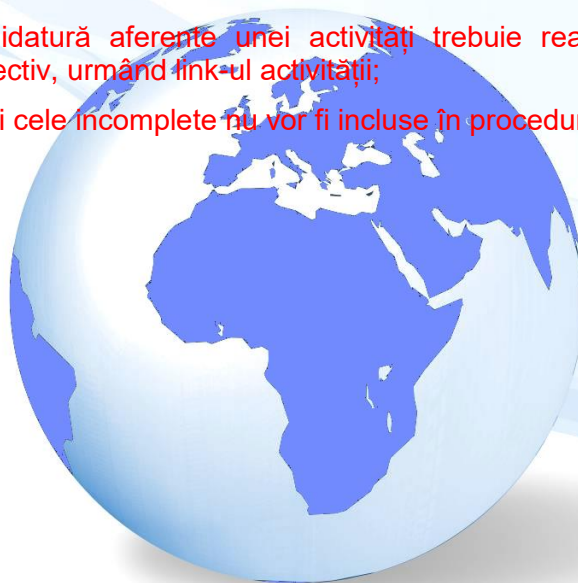 idatură aferente unei activități trebuie rea
ectiv, urmând link-ul activității;
i cele incomplete nu vor fi incluse în procedur